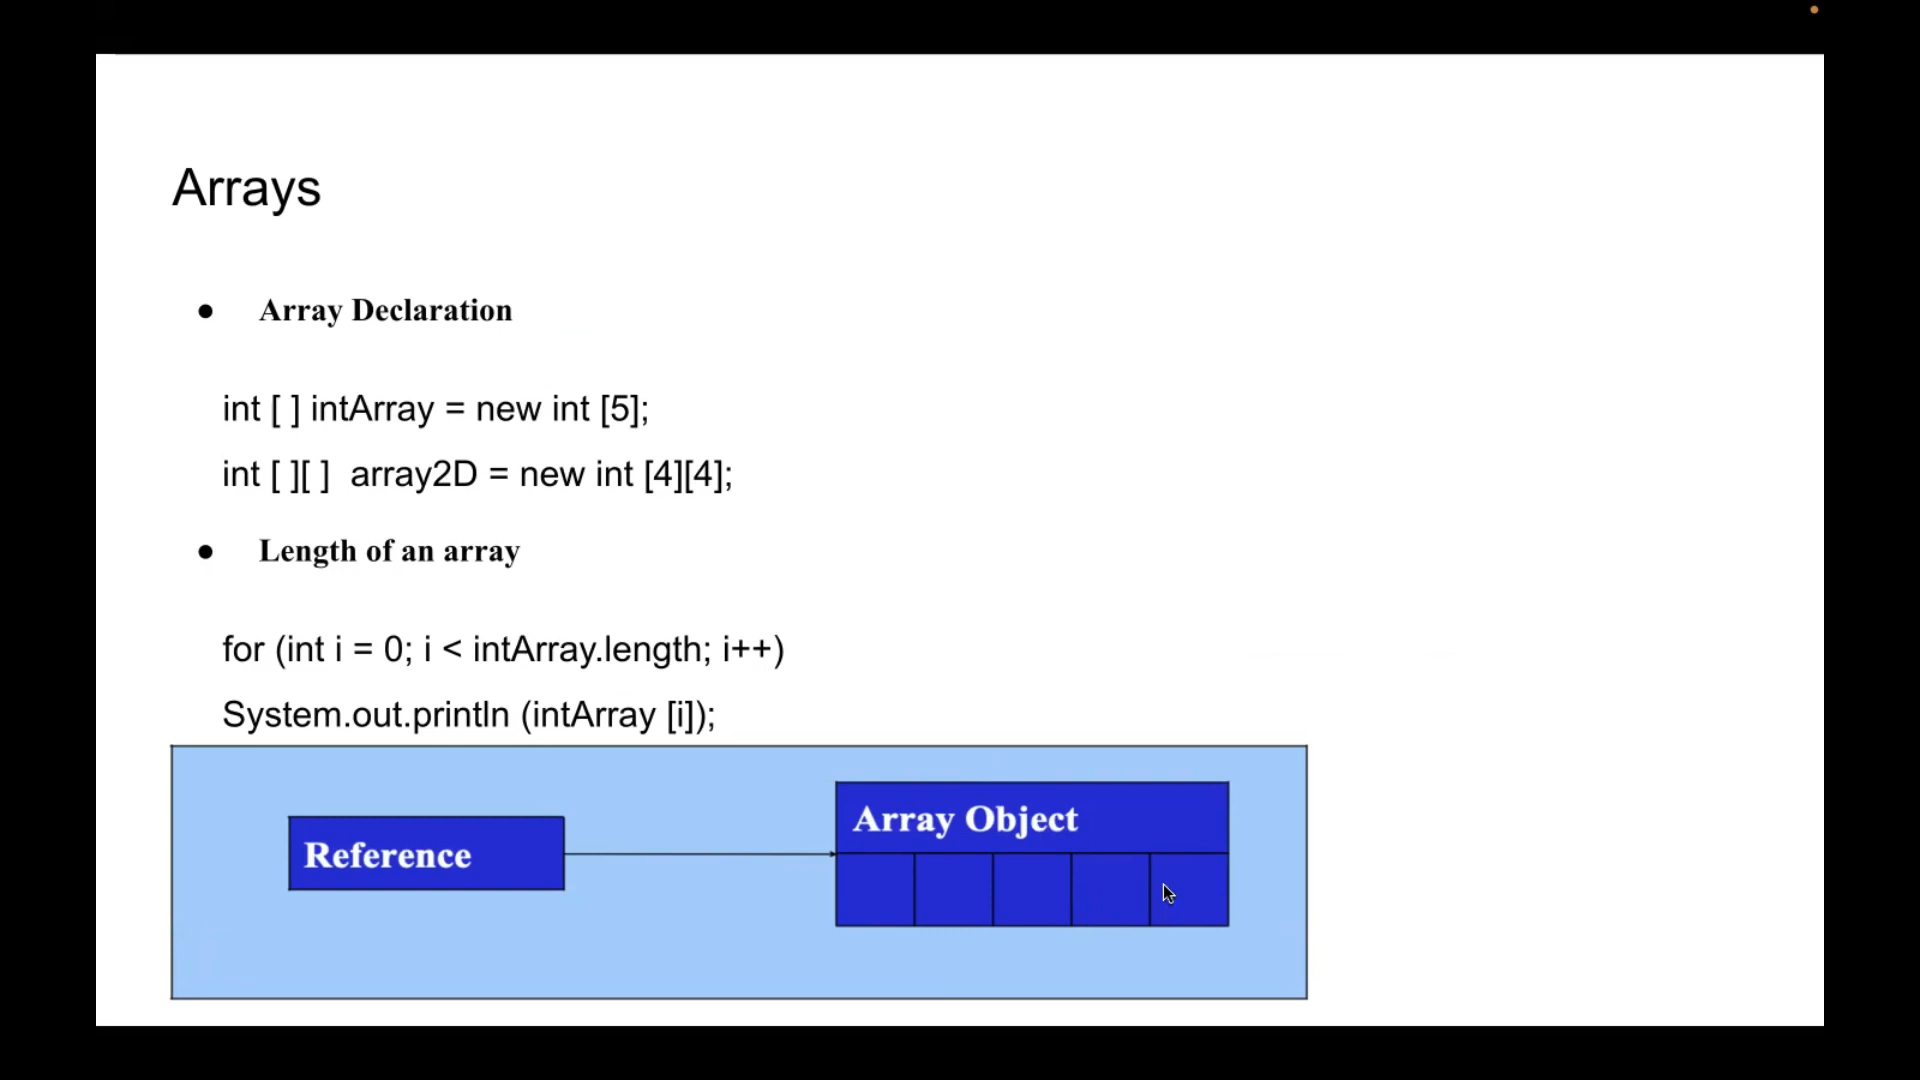 Arrays
● Array Declaration
int [ ] intArray = new int [5];
int [ ][ ]  array2D = new int [4][4];
● Length of an array
for (int i = 0; i < intArray.length; i++)
System.out.println (intArray [i]);
Array Object
Reference